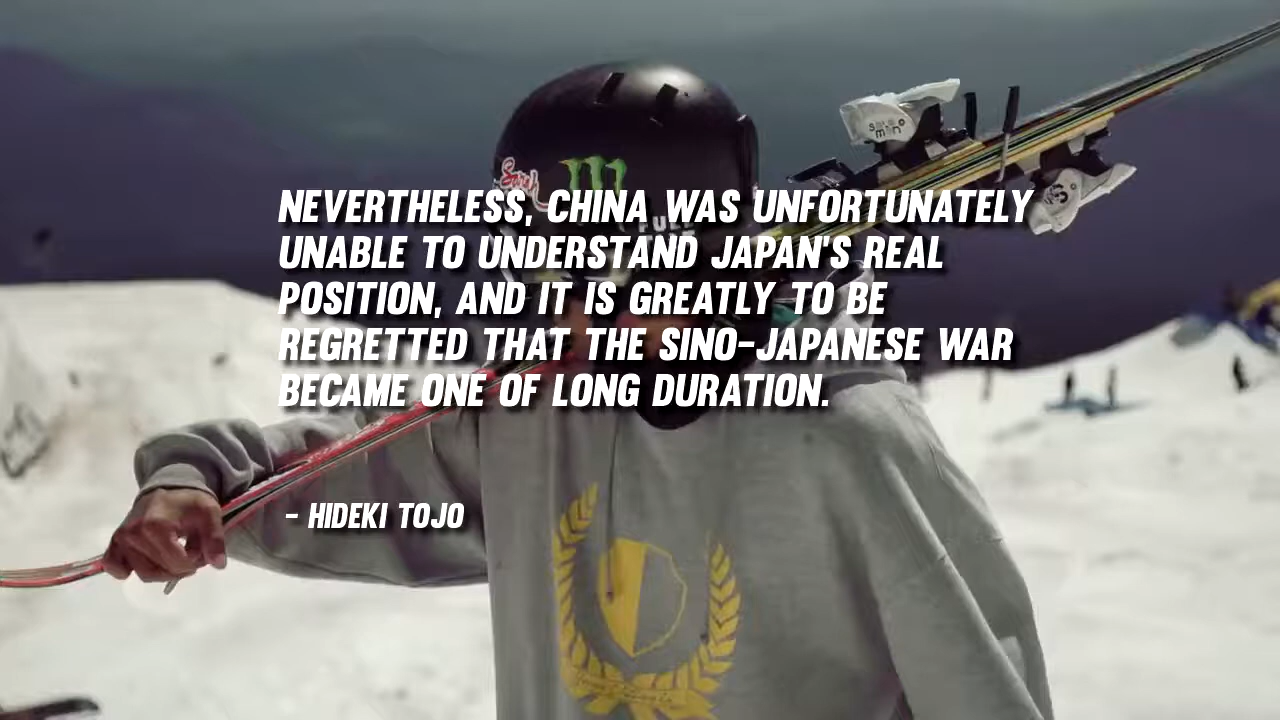 Sarah
NEVERTHELESS, CHINA WAS UNFORTUNATELY
UNABLE TO UNDERSTAND JAPAN'S REAL
POSITION, AND IT IS GREATLY TO BE
REGRETTED THAT THE SINO-JAPANESE WAR
BECAME ONE OF LONG DURATION.
- HIDEKI TOJO